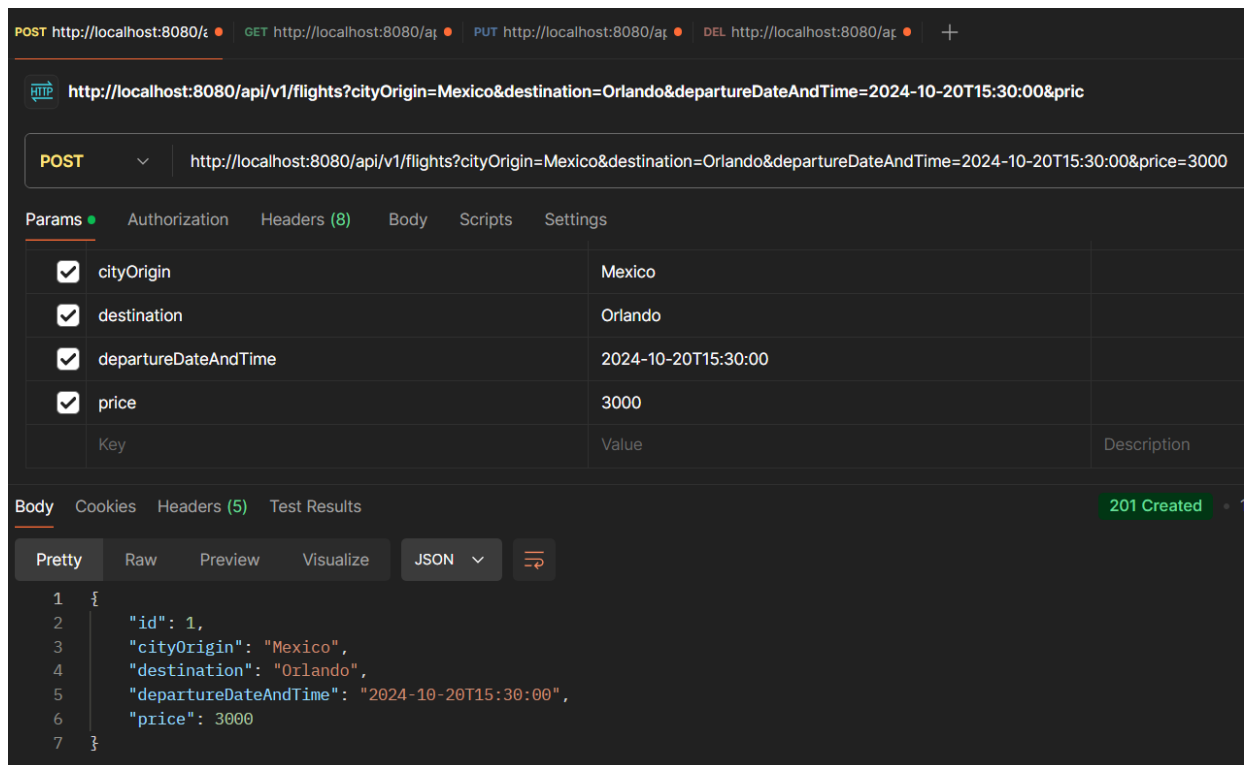 POST http://localhost:8080/a GET http://localhost:8080/ap PUT http://localhost:8080/ap DEL http://localhost:8080/ap +
HTTP http://localhost:8080/api/v1/flights?cityOrigin=Mexico&destination=Orlando&departureDateAndTime=2024-10-20T15:30:00&pric
POST http://localhost:8080/api/v1/flights?cityOrigin=Mexico&destination=Orlando&departureDateAndTime=2024-10-20T15:30:00&price=3000
Params Authorization Headers (8) Body Scripts Settings
cityOrigin Mexico
destination Orlando
departureDateAndTime 2024-10-20T15:30:00
price 3000
Key Value Description
Body Cookies Headers (5) Test Results 201 Created
Pretty Raw Preview Visualize JSON
1 {
2 "id": 1,
3 "cityOrigin": "Mexico",
4 "destination": "Orlando",
5 "departureDateAndTime": "2024-10-20T15:30:00",
6 "price": 3000
7 }